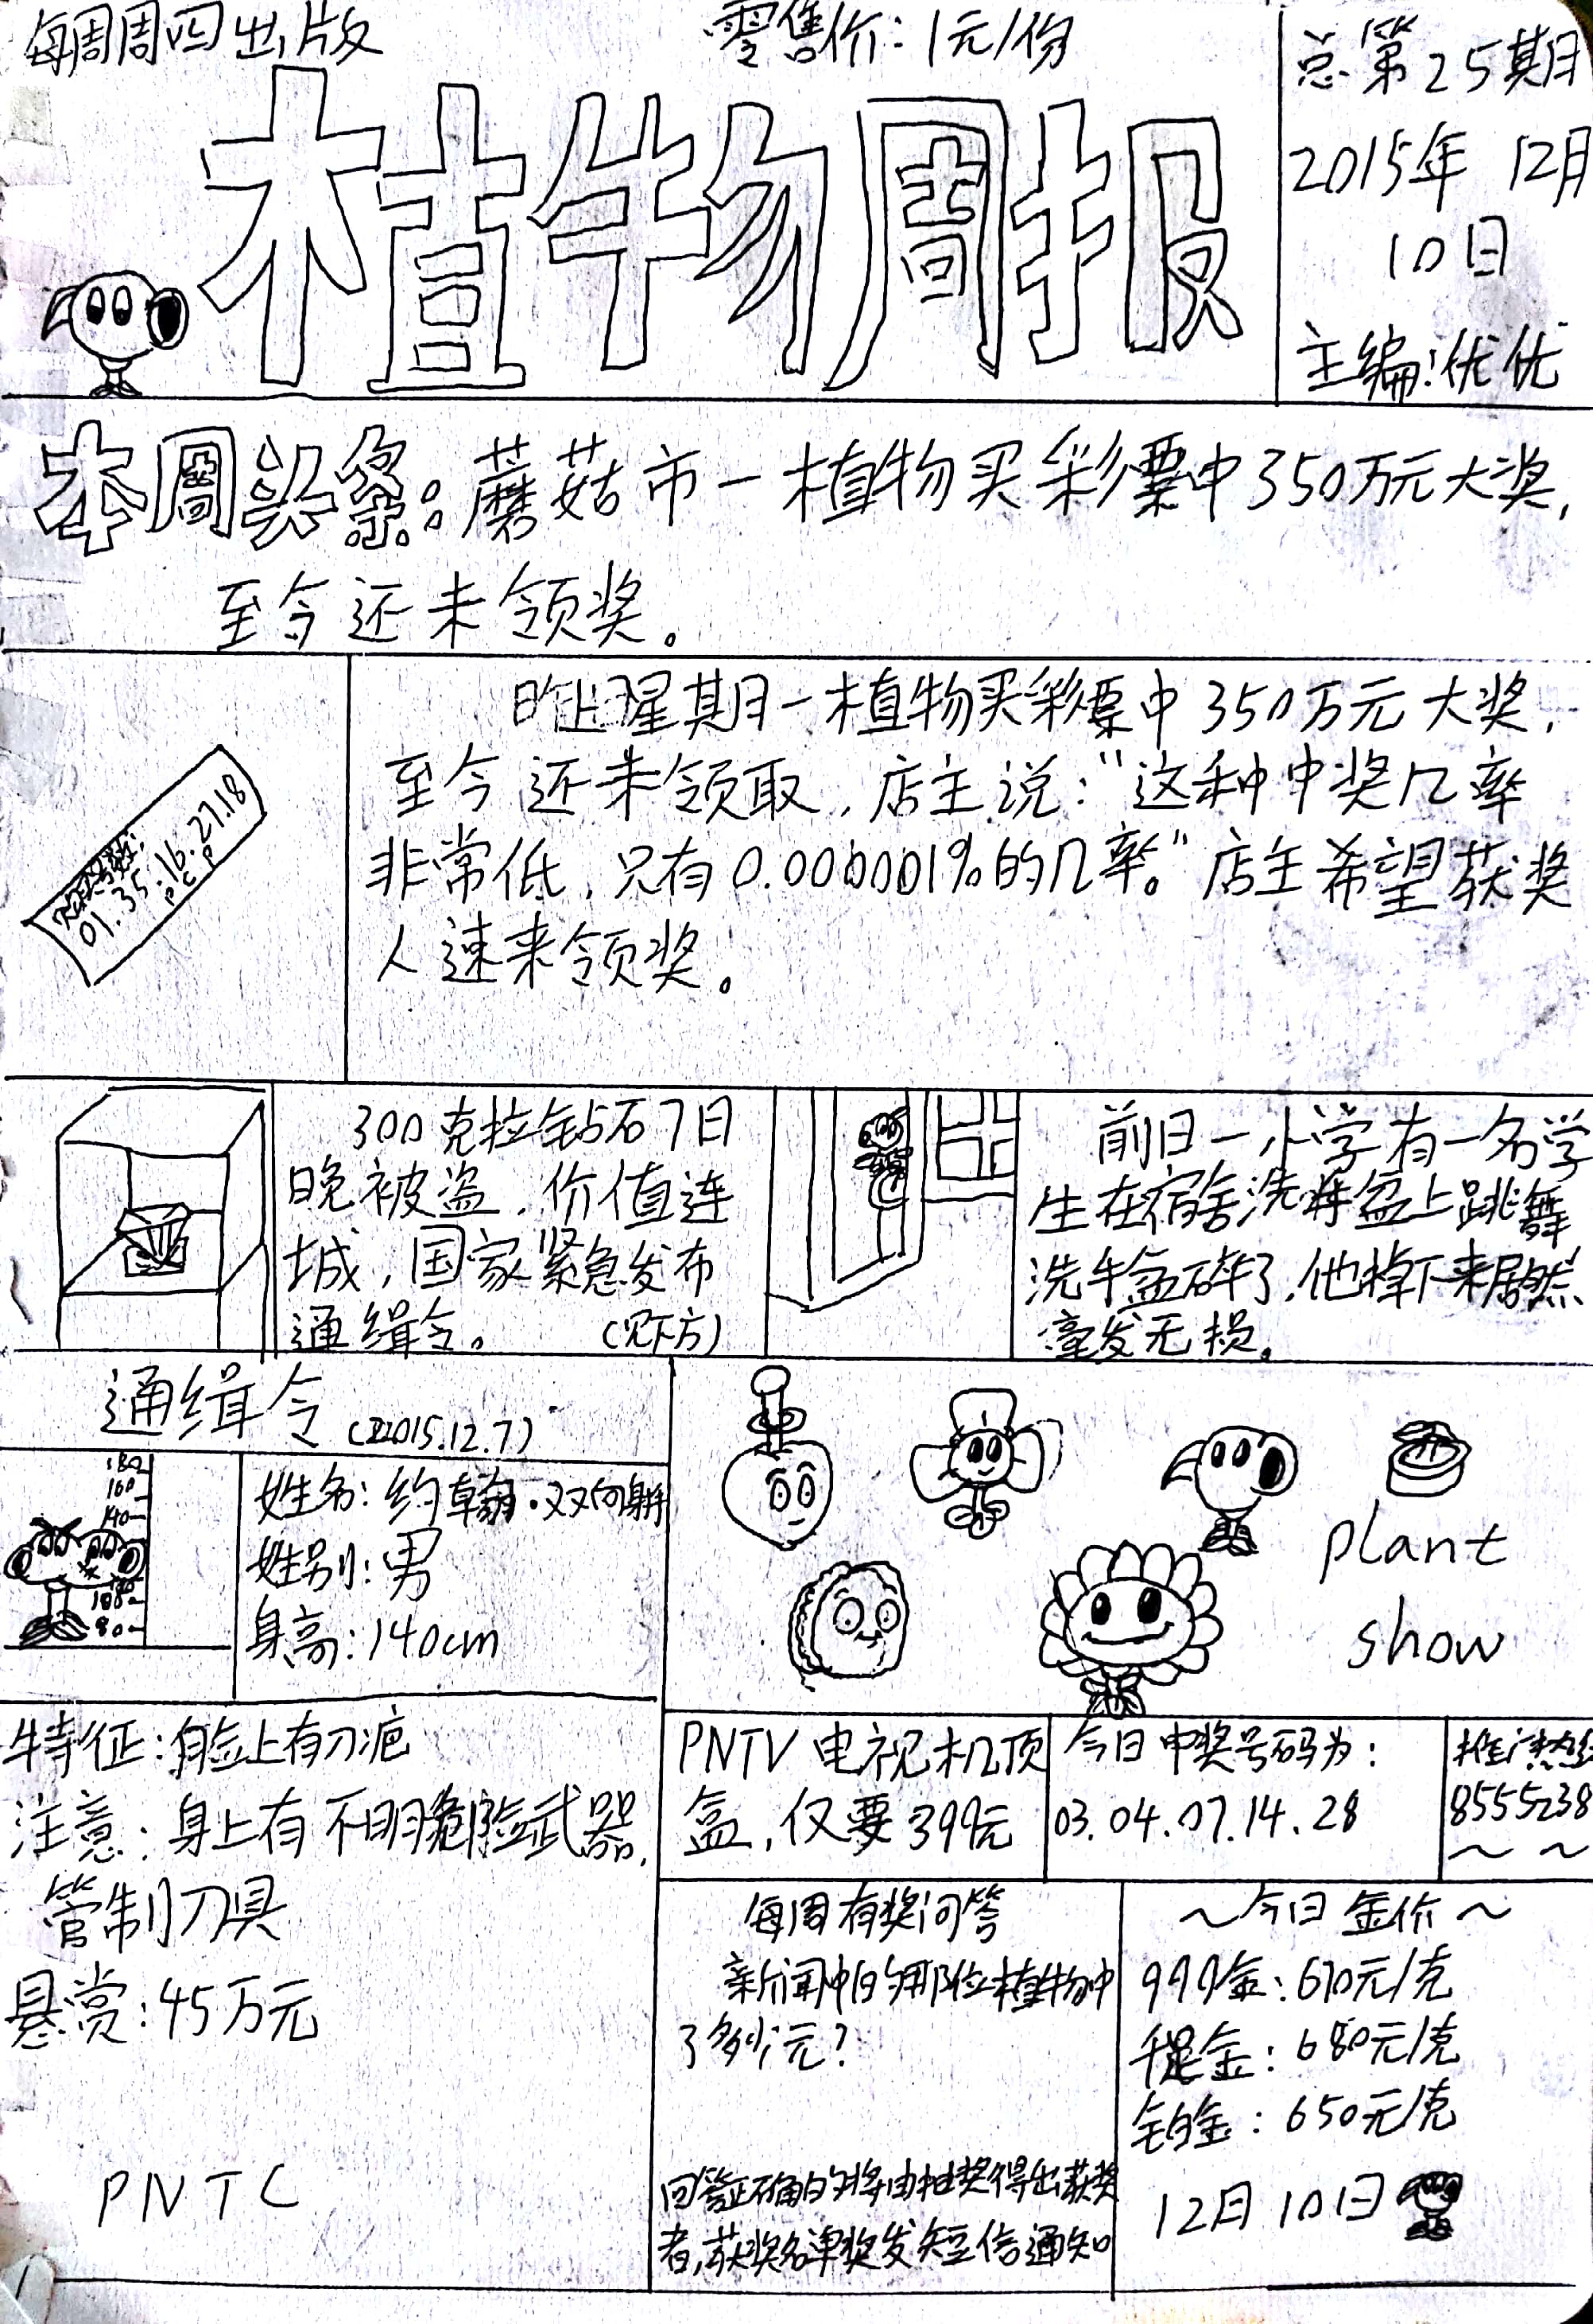 每周周四出版
零售价：1元/份
总第25期
2015年 12月
10日
主编：优优
植物周报
本周头条：蘑菇市一植物买彩票中350万元大奖，
至今还未领奖。
星期一植物买彩票中350万元大奖，
至今还未领取，店主说：“这种中奖几率
非常低，只有0.0000001%的几率。”店主希望获奖
人速来领奖。
01.35.16.27.18
300克拉钻石7日
晚被盗，价值连
城，国家紧急发布
通缉令。 （见下方）
前日一小学有一名学
生在宿舍洗手盆上跳舞
洗手盆碎了，他掉下来居然
毫发无损。
通缉令（2015.12.7）
180
160
140
80
姓名：约翰·双向射手
姓别：男
身高：140cm
特征：脸上有刀疤
注意：身上有不明危险武器，
管制刀具
悬赏：45万元
PNTC
plant
show
PNTV电视机顶
盒，仅要399元
今日中奖号码为：
03.04.07.14.28
推广热线
8555238
～ ～
每周有奖问答
新闻中的那位植物中
了多少元？
回答正确的将由抽奖得出获奖
者，获奖名单奖发短信通知
～今日金价～
999金：670元/克
千足金：680元/克
铂金：650元/克
12月10日